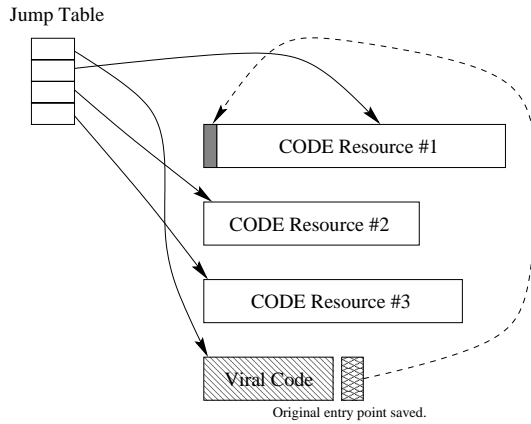 Jump Table
CODE Resource #1
CODE Resource #2
CODE Resource #3
Viral Code
Original entry point saved.